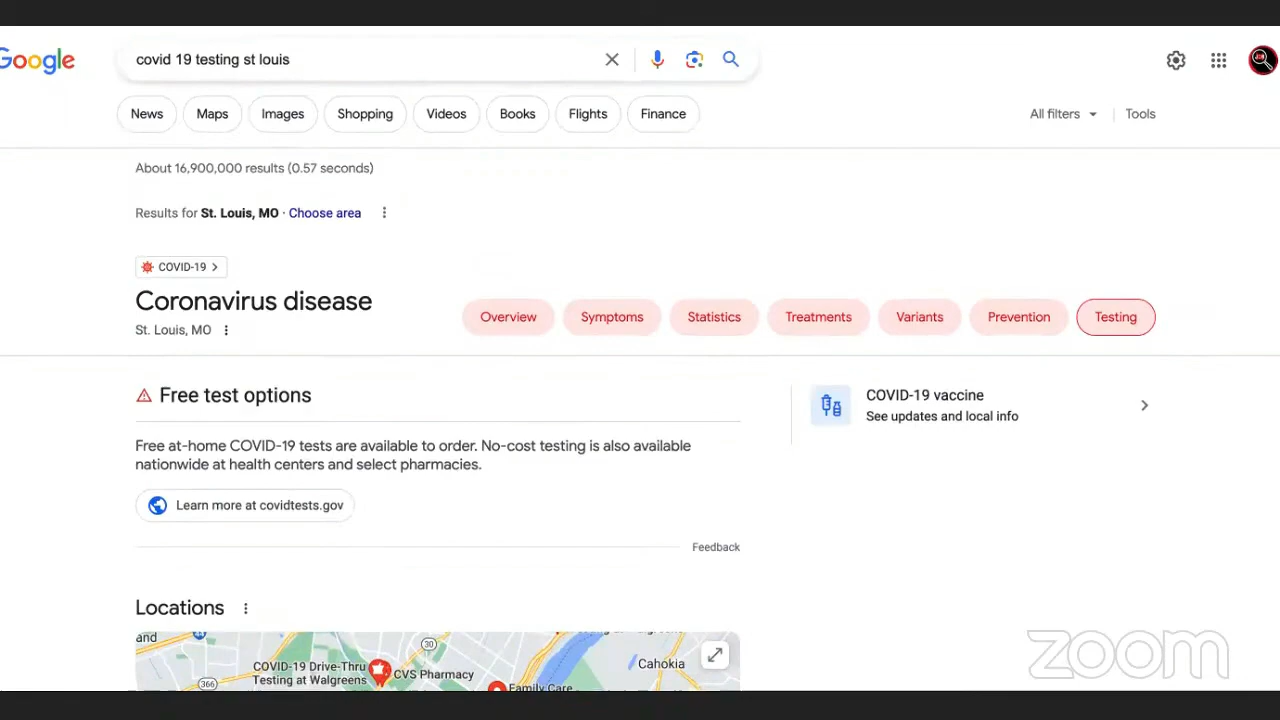 Google
covid 19 testing st louis
News Maps Images Shopping Videos Books Flights Finance All filters Tools
About 16,900,000 results (0.57 seconds)
Results for St. Louis, MO · Choose area
COVID-19
Coronavirus disease
St. Louis, MO
Overview Symptoms Statistics Treatments Variants Prevention Testing
Free test options
Free at-home COVID-19 tests are available to order. No-cost testing is also available
nationwide at health centers and select pharmacies.
Learn more at covidtests.gov
Feedback
COVID-19 vaccine
See updates and local info
Locations
and
30
COVID-19 Drive-Thru
Testing at Walgreens
CVS Pharmacy
Cahokia
366
Family Care
zoom